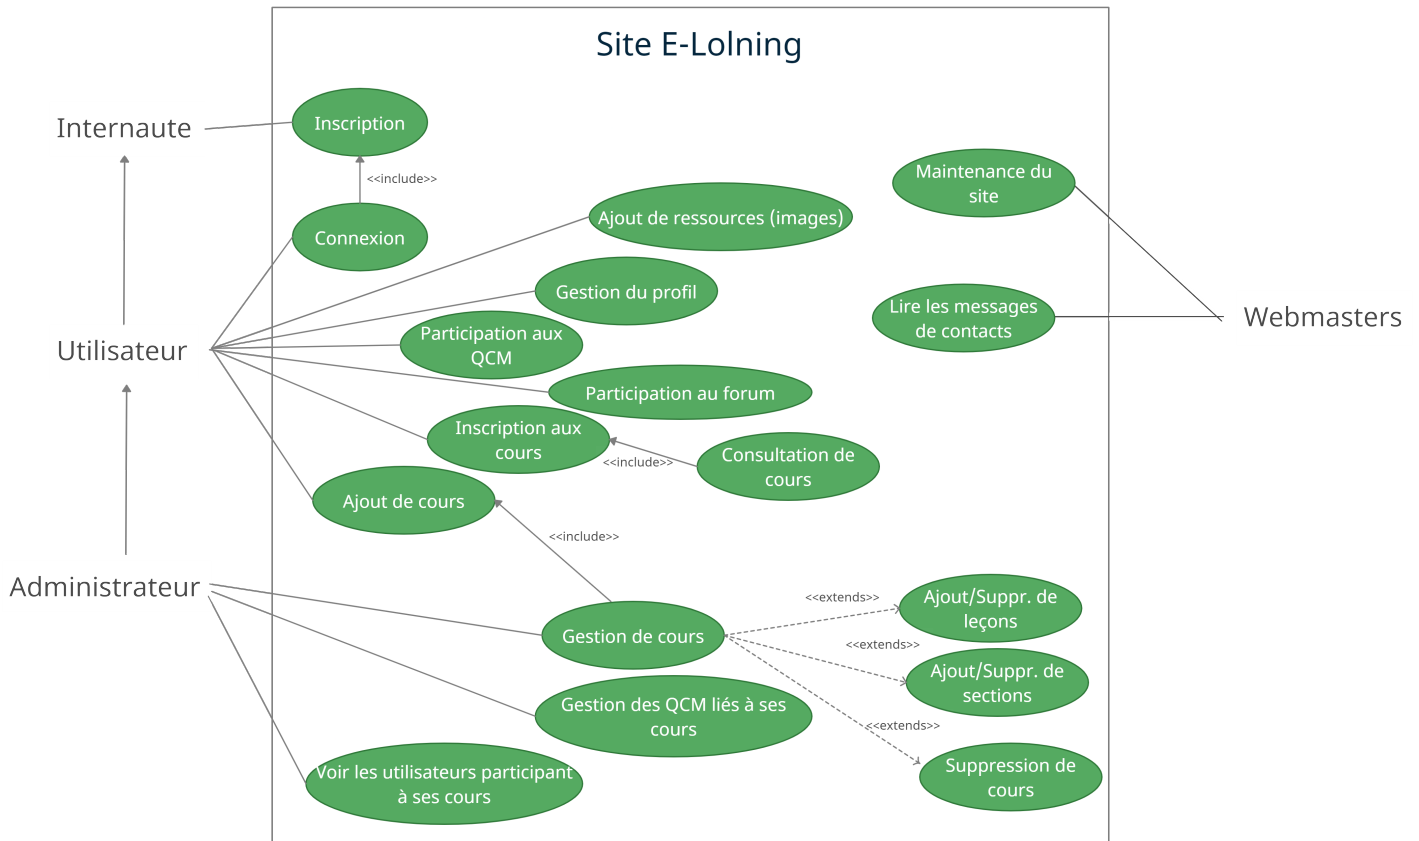 Site E-Lolning
Internaute
Inscription
<<include>>
Connexion
Maintenance du
site
Ajout de ressources (images)
Gestion du profil
Lire les messages
de contacts
Webmasters
Utilisateur
Participation aux
QCM
Participation au forum
Inscription aux
cours
<<include>>
Consultation de
cours
Ajout de cours
<<include>>
Administrateur
Gestion de cours
<<extends>>
Ajout/Suppr. de
leçons
<<extends>>
Ajout/Suppr. de
sections
<<extends>>
Suppression de
cours
Gestion des QCM liés à ses
cours
Voir les utilisateurs participant
à ses cours